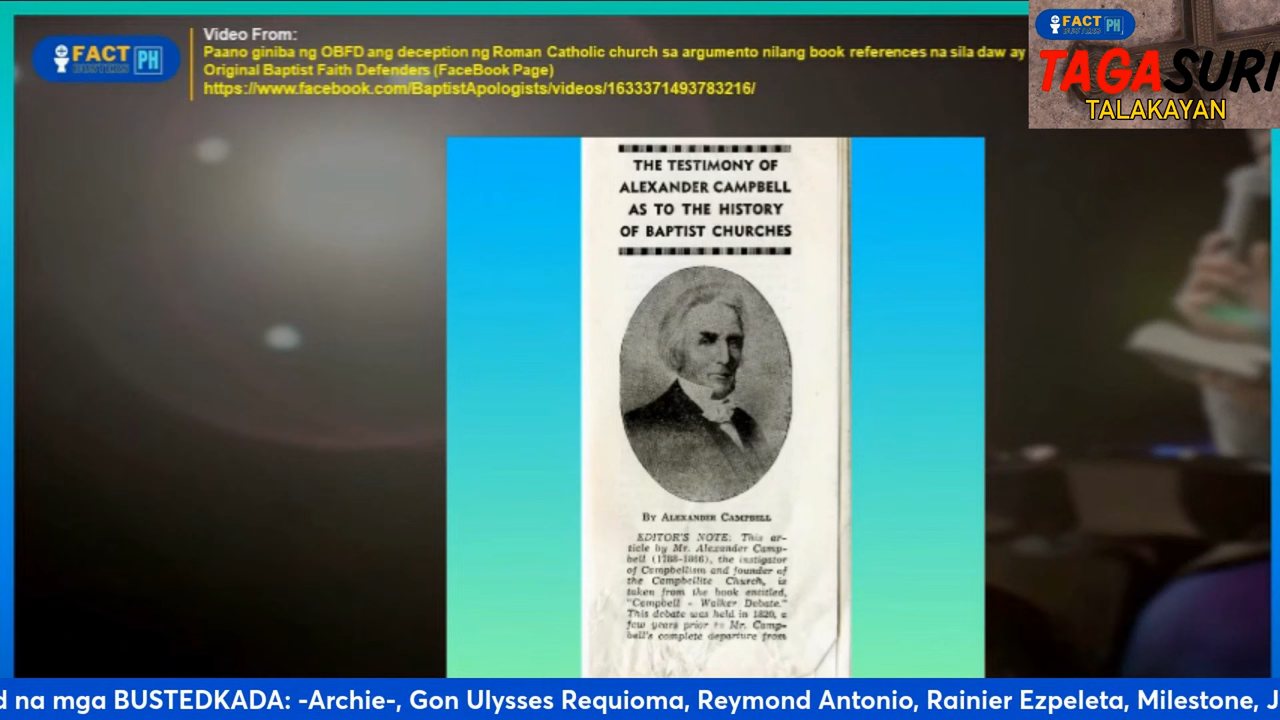 FACT
BUSTERS
PH
Video From:
Paano giniba ng OBFD ang deception ng Roman Catholic church sa argumento nilang book references na sila daw ay
Original Baptist Faith Defenders (FaceBook Page)
https://www.facebook.com/BaptistApologists/videos/1633371493783216/
FACT
PH
TAGASURI
TALAKAYAN
THE TESTIMONY OF
ALEXANDER CAMPBELL
AS TO THE HISTORY
OF BAPTIST CHURCHES
BY ALEXANDER CAMPBELL
EDITOR'S NOTE: This ar-
ticle by Mr. Alexander Camp-
bell (1788-1866), the instigator
of Campbellism and founder of
the Campbellite Church, is
taken from the book entitled,
"Campbell - Walker Debate."
This debate was held in 1820, a
few years prior to Mr. Camp-
bell's complete departure from
d na mga BUSTEDKADA: -Archie-, Gon Ulysses Requioma, Reymond Antonio, Rainier Ezpeleta, Milestone, J